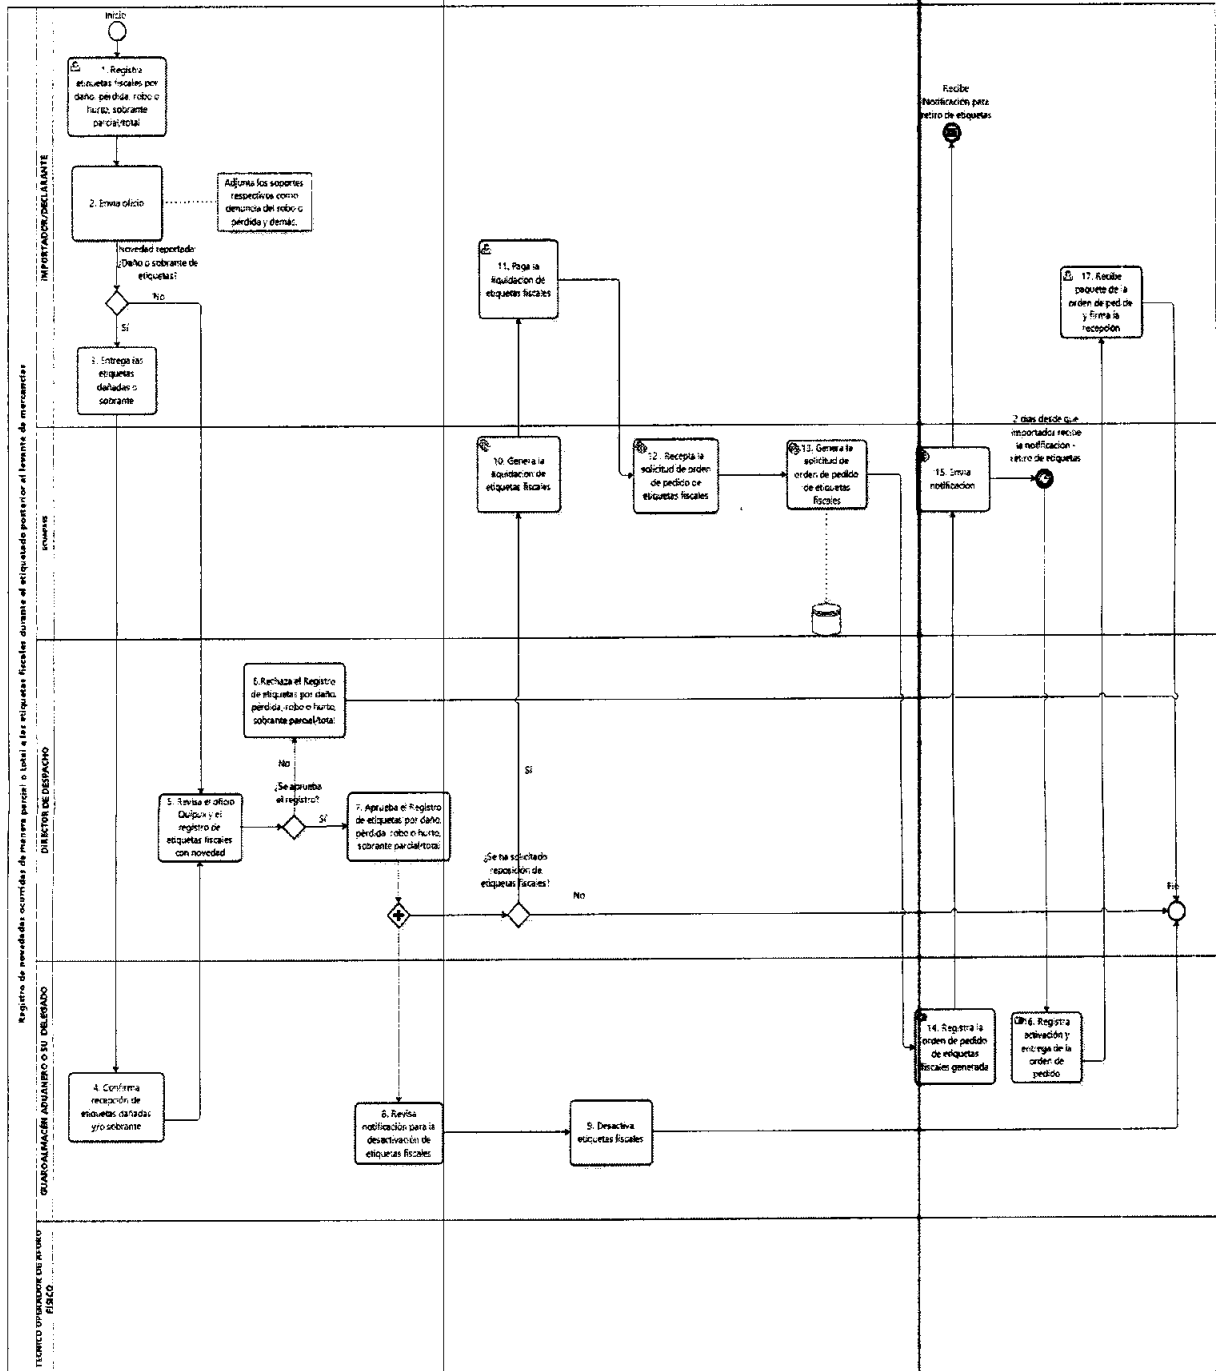 Registro de novedades ocurridas de manera parcial o total a las etiquetas fiscales durante el etiquetado posterior al levante de mercancías
IMPORTADOR/DECLARANTE
Inicio
1. Registra
etiquetas fiscales por
daño, pérdida, robo o
hurto, sobrante
parcial/total
2. Envía oficio
Adjunta los soportes
respectivos como
denuncia del robo o
pérdida y demás.
Novedad reportada:
¿Daño o sobrante de
etiquetas?
No
Sí
3. Entrega las
etiquetas
dañadas o
sobrante
11. Paga la
liquidación de
etiquetas fiscales
Recibe
Notificación para
retiro de etiquetas
17. Recibe
paquete de la
orden de pedido
y firma la
recepción
ECUAPASS
10. Genera la
liquidación de
etiquetas fiscales
12. Recepta la
solicitud de orden
de pedido de
etiquetas fiscales
13. Genera la
solicitud de
orden de pedido
de etiquetas
fiscales
15. Envía
notificación
2 días desde que
importador recibe
la notificación -
retiro de etiquetas
DIRECTOR DE DESPACHO
6.Rechaza el Registro
de etiquetas por daño,
pérdida, robo o hurto,
sobrante parcial/total
No
¿Se aprueba
el registro?
Sí
5. Revisa el oficio
Quipux y el
registro de
etiquetas fiscales
con novedad
7. Aprueba el Registro
de etiquetas por daño,
pérdida, robo o hurto,
sobrante parcial/total
Sí
¿Se ha solicitado
reposición de
etiquetas fiscales?
No
Fin
GUARDALMACÉN ADUANERO O SU DELEGADO
4. Confirma
recepción de
etiquetas dañadas
y/o sobrante
8. Revisa
notificación para la
desactivación de
etiquetas fiscales
9. Desactiva
etiquetas fiscales
14. Registra la
orden de pedido
de etiquetas
fiscales generada
16. Registra
activación y
entrega de la
orden de
pedido
TECNICO OPERADOR DE AFORO
FISICO